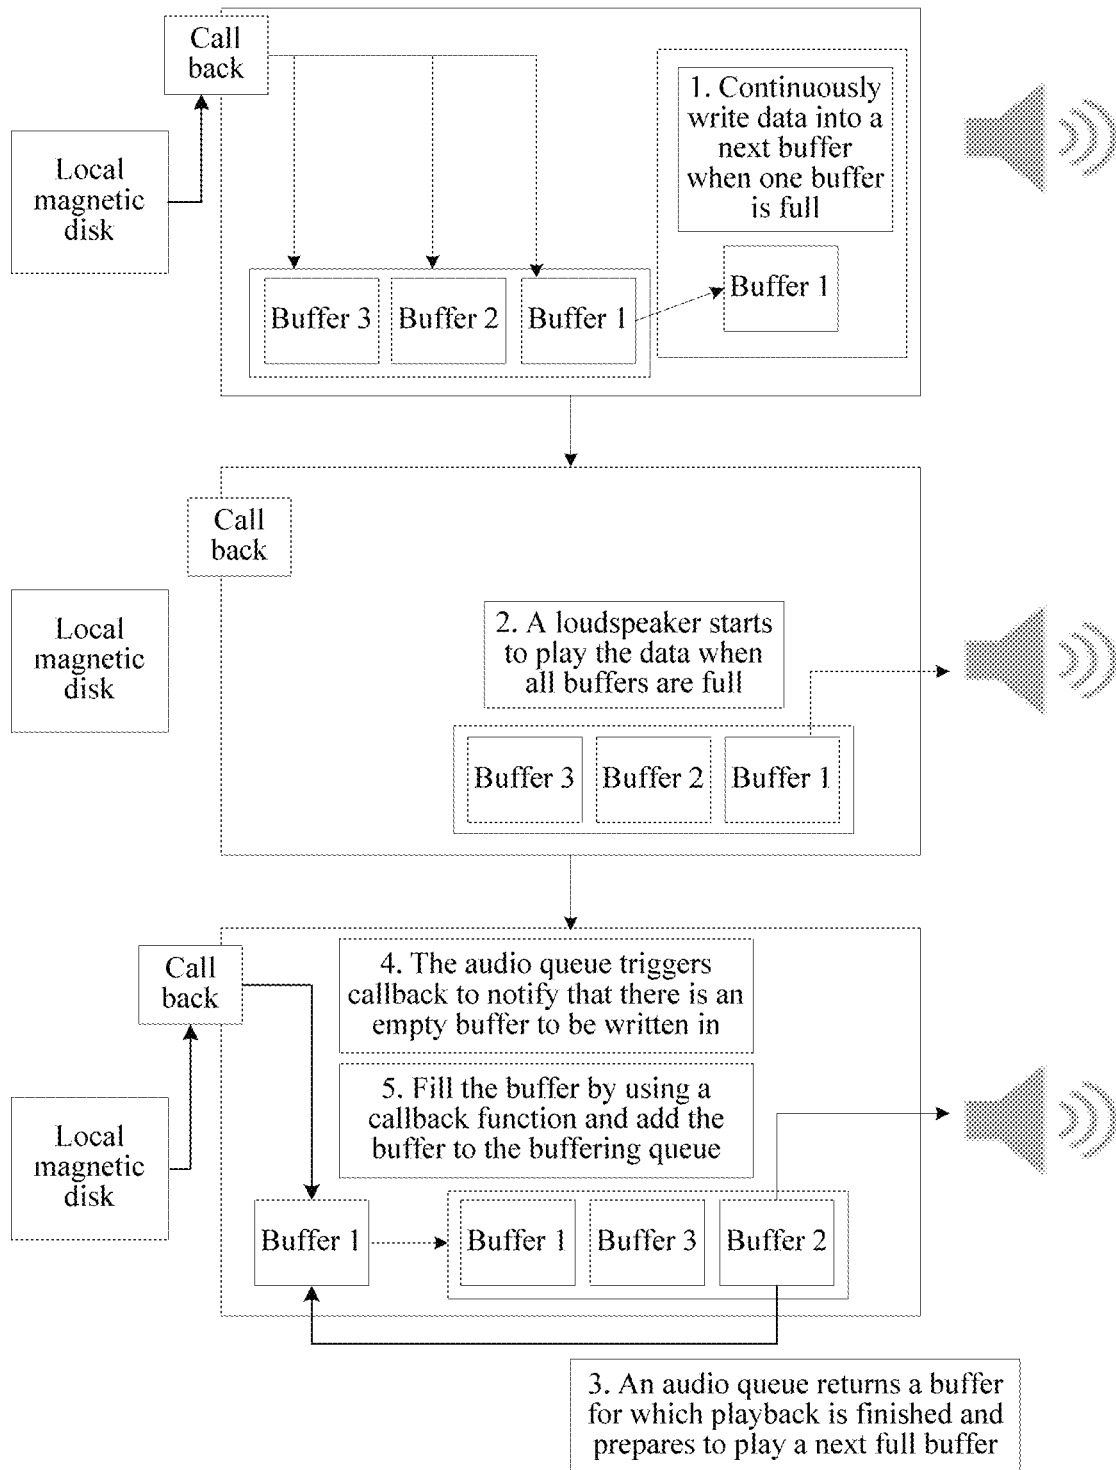 Call
back
Local
magnetic
disk
1. Continuously
write data into a
next buffer
when one buffer
is full
Buffer 3
Buffer 2
Buffer 1
Buffer 1
Call
back
Local
magnetic
disk
2. A loudspeaker starts
to play the data when
all buffers are full
Buffer 3
Buffer 2
Buffer 1
Call
back
4. The audio queue triggers
callback to notify that there is an
empty buffer to be written in
Local
magnetic
disk
5. Fill the buffer by using a
callback function and add the
buffer to the buffering queue
Buffer 1
Buffer 1
Buffer 3
Buffer 2
3. An audio queue returns a buffer
for which playback is finished and
prepares to play a next full buffer